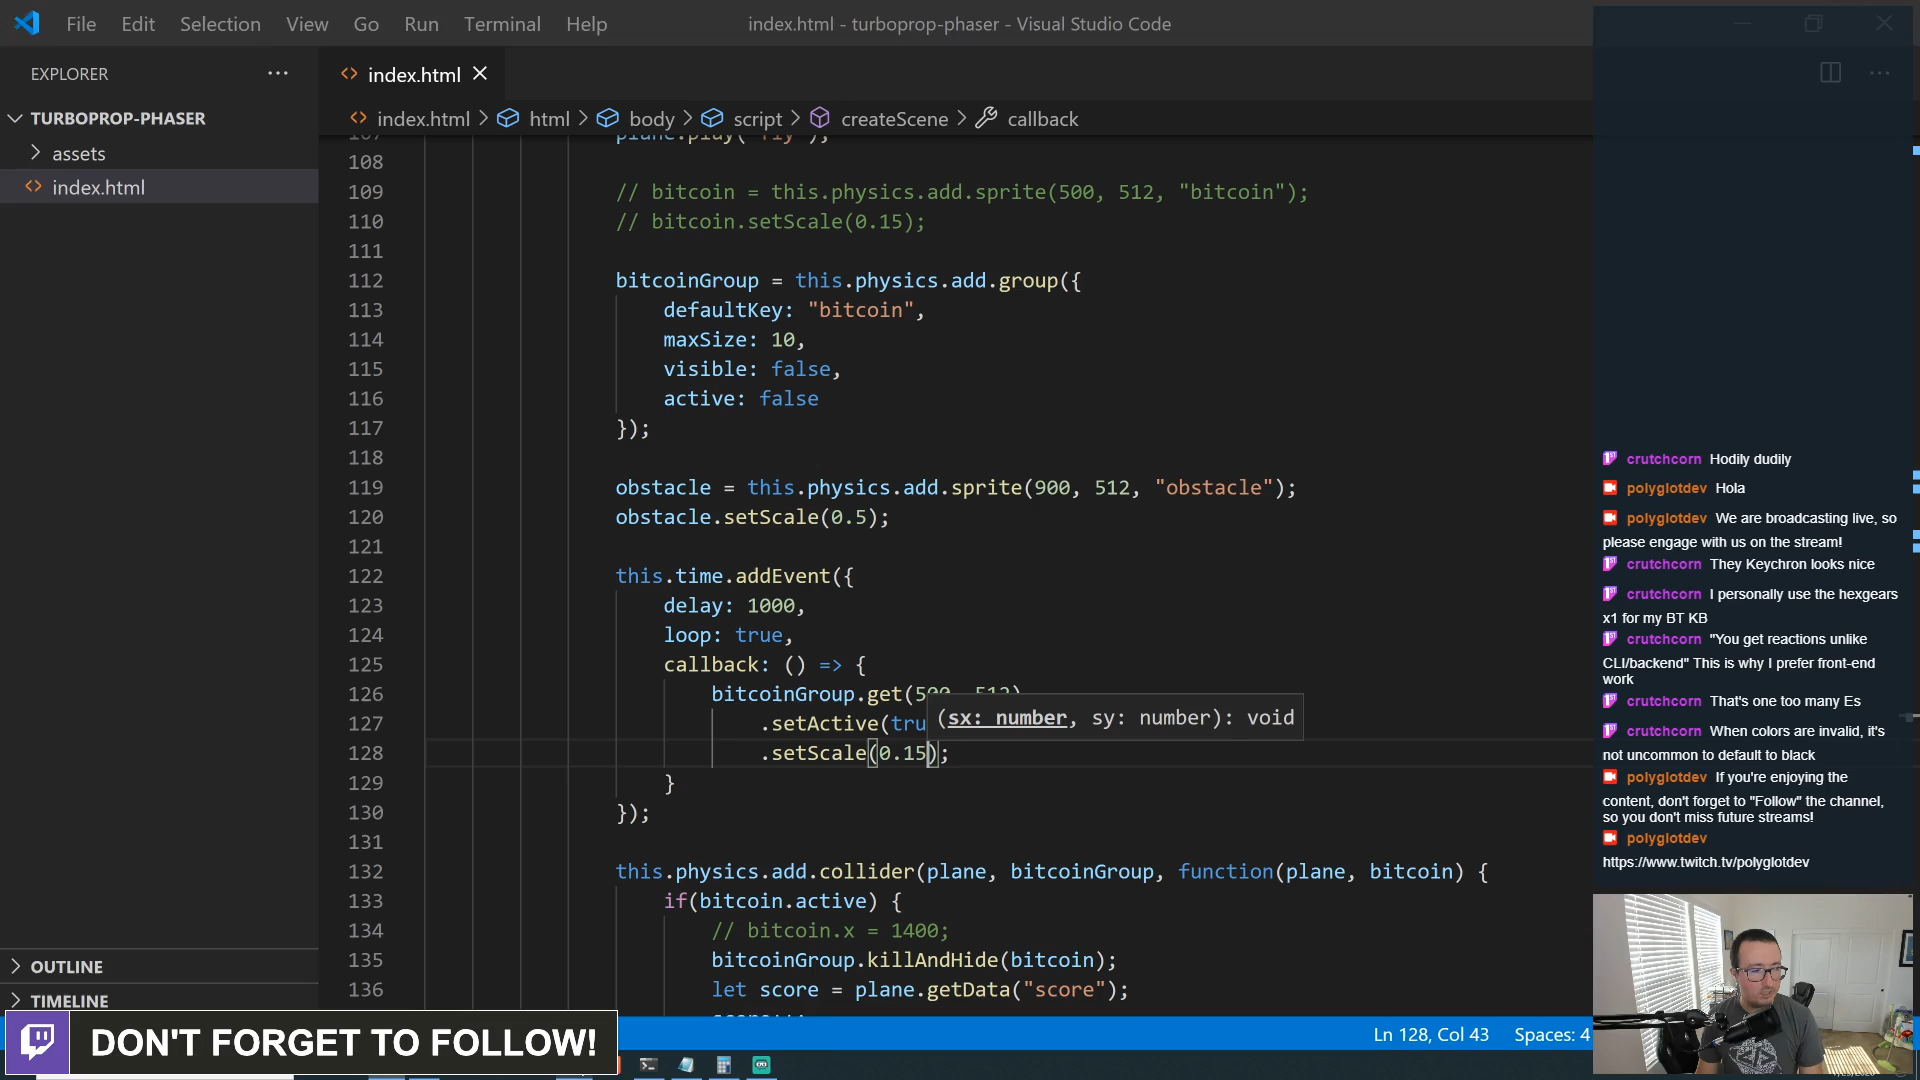 File Edit Selection View Go Run Terminal Help
index.html - turboprop-phaser - Visual Studio Code
EXPLORER
index.html
TURBOPROP-PHASER
assets
index.html
index.html > html > body > script > createScene > callback
107 plane.play("fly");
108
109 // bitcoin = this.physics.add.sprite(500, 512, "bitcoin");
110 // bitcoin.setScale(0.15);
111
112 bitcoinGroup = this.physics.add.group({
113 defaultKey: "bitcoin",
114 maxSize: 10,
115 visible: false,
116 active: false
117 });
118
119 obstacle = this.physics.add.sprite(900, 512, "obstacle");
120 obstacle.setScale(0.5);
121
122 this.time.addEvent({
123 delay: 1000,
124 loop: true,
125 callback: () => {
126 bitcoinGroup.get(500, 512)
127 .setActive(tru
(sx: number, sy: number): void
128 .setScale(0.15);
129 }
130 });
131
132 this.physics.add.collider(plane, bitcoinGroup, function(plane, bitcoin) {
133 if(bitcoin.active) {
134 // bitcoin.x = 1400;
135 bitcoinGroup.killAndHide(bitcoin);
136 let score = plane.getData("score");
OUTLINE
TIMELINE
Ln 128, Col 43 Spaces: 4
DON'T FORGET TO FOLLOW!
crutchcorn Hodily dudily
polyglotdev Hola
polyglotdev We are broadcasting live, so
please engage with us on the stream!
crutchcorn They Keychron looks nice
crutchcorn I personally use the hexgears
x1 for my BT KB
crutchcorn "You get reactions unlike
CLI/backend" This is why I prefer front-end
work
crutchcorn That's one too many Es
crutchcorn When colors are invalid, it's
not uncommon to default to black
polyglotdev If you're enjoying the
content, don't forget to "Follow" the channel,
so you don't miss future streams!
polyglotdev
https://www.twitch.tv/polyglotdev